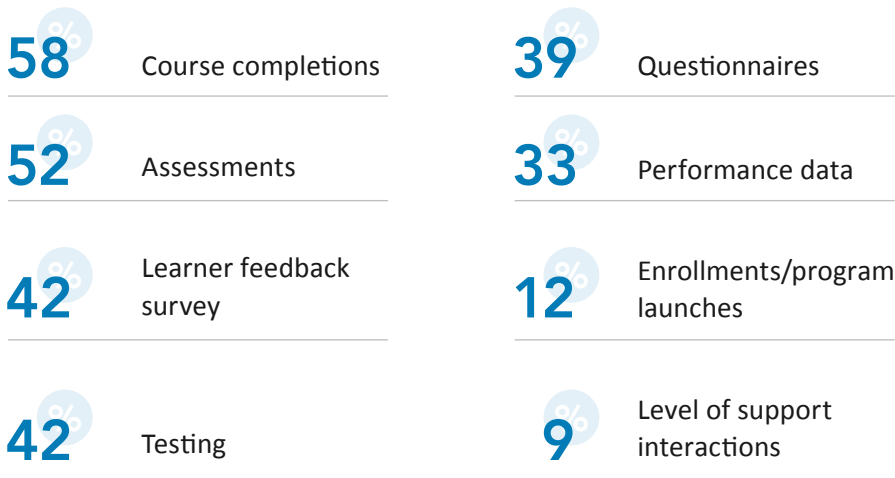 58 % Course completions
52 % Assessments
42 % Learner feedback
survey
42 % Testing
39 % Questionnaires
33 % Performance data
12 % Enrollments/program
launches
9 % Level of support
interactions